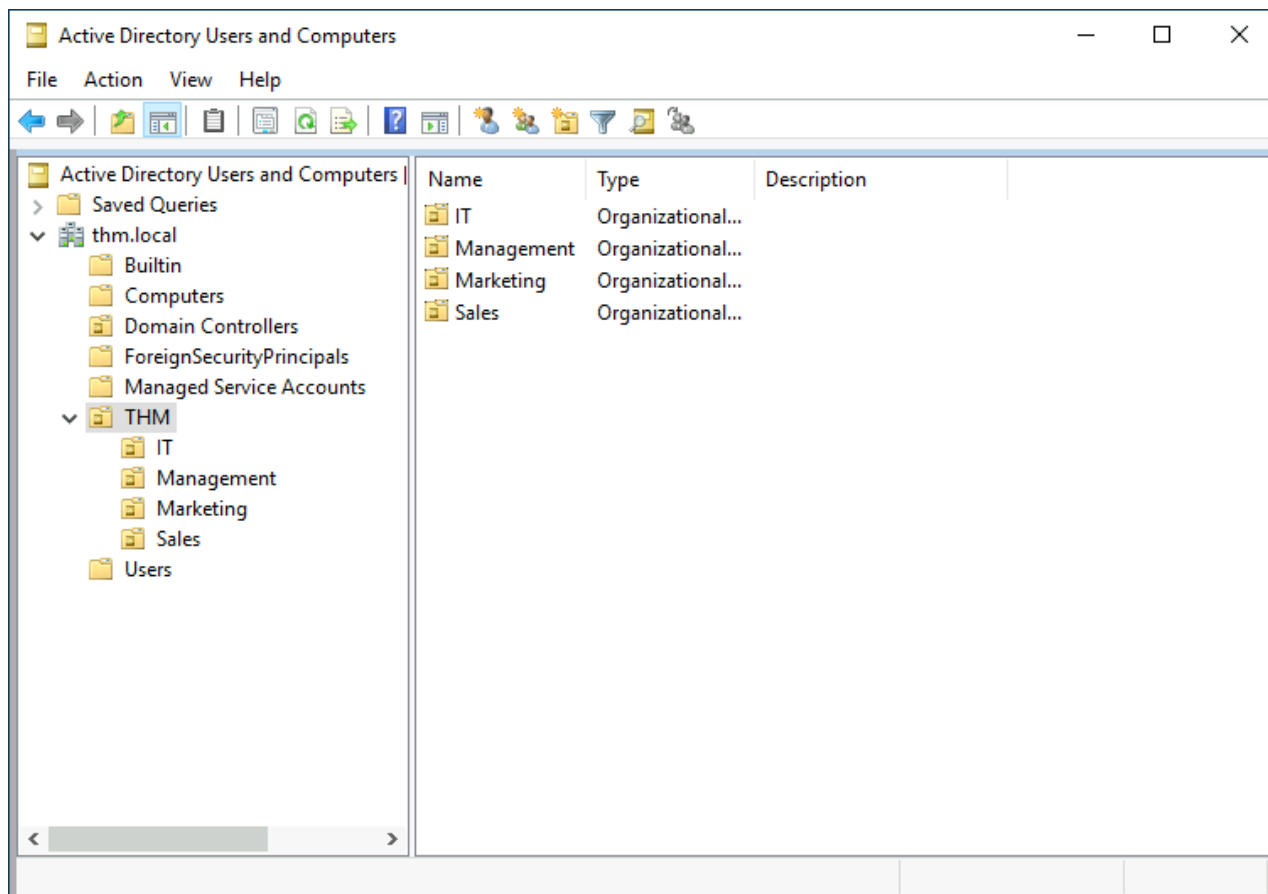 Active Directory Users and Computers
File Action View Help
Active Directory Users and Computers
Saved Queries
thm.local
Builtin
Computers
Domain Controllers
ForeignSecurityPrincipals
Managed Service Accounts
THM
IT
Management
Marketing
Sales
Users
Name Type Description
IT Organizational...
Management Organizational...
Marketing Organizational...
Sales Organizational...